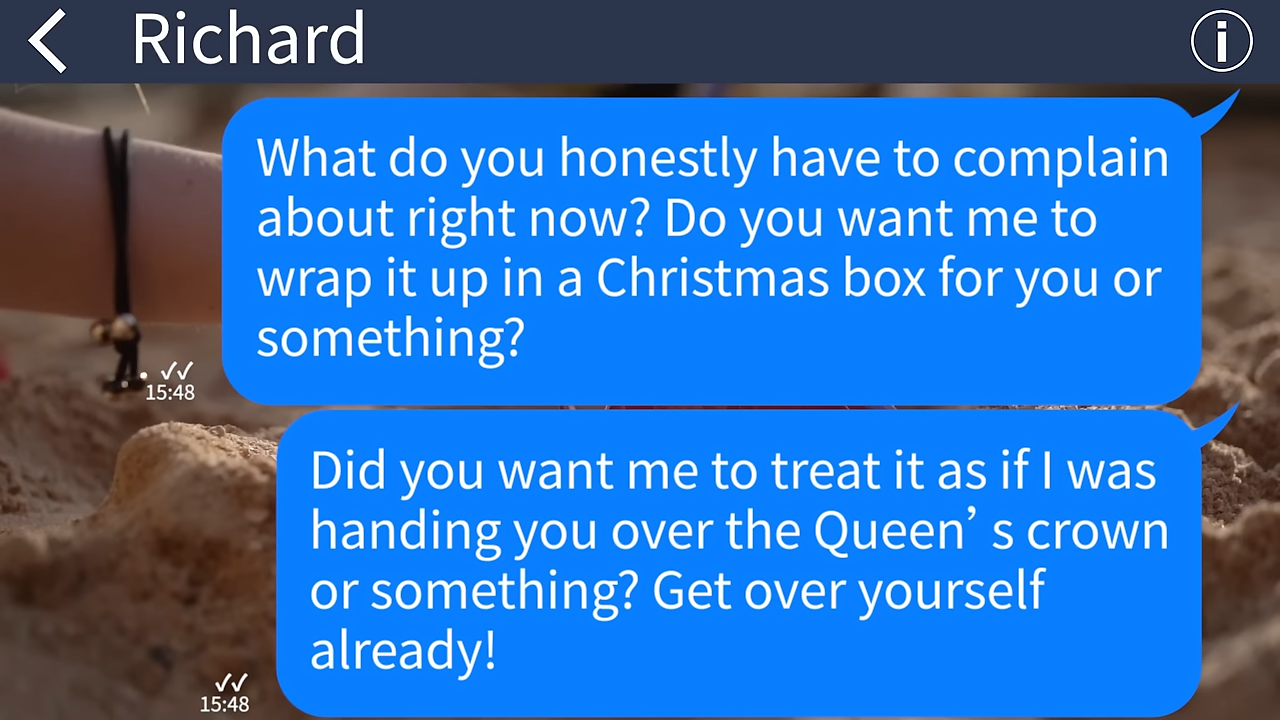 Richard
What do you honestly have to complain
about right now? Do you want me to
wrap it up in a Christmas box for you or
something?
15:48
Did you want me to treat it as if I was
handing you over the Queen’s crown
or something? Get over yourself
already!
15:48